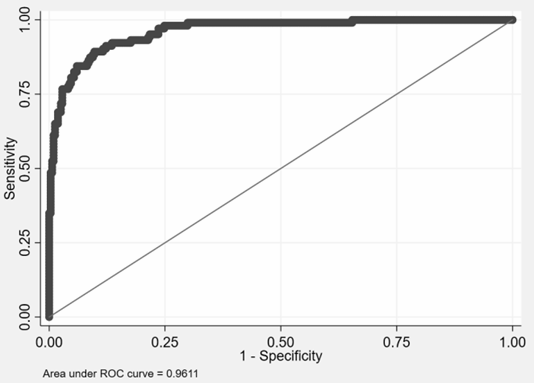 1.00
0.75
0.50
0.25
0.00
Sensitivity
0.00 0.25 0.50 0.75 1.00
1 - Specificity
Area under ROC curve = 0.9611